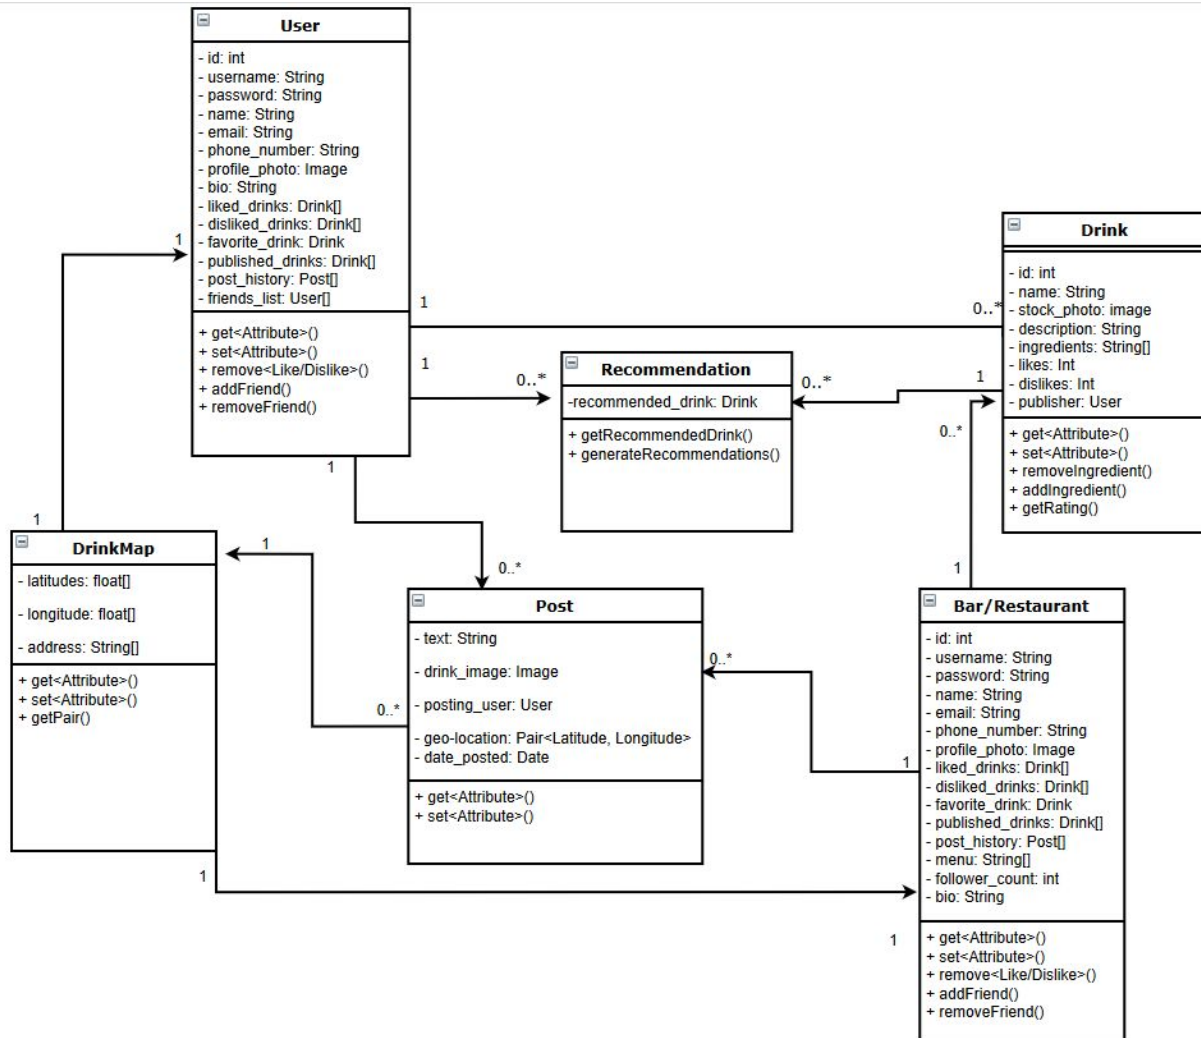 User
- id: int
- username: String
- password: String
- name: String
- email: String
- phone_number: String
- profile_photo: Image
- bio: String
- liked_drinks: Drink[]
- disliked_drinks: Drink[]
- favorite_drink: Drink
- published_drinks: Drink[]
- post_history: Post[]
- friends_list: User[]
+ get<Attribute>()
+ set<Attribute>()
+ remove<Like/Dislike>()
+ addFriend()
+ removeFriend()
1
1
0..*
1
0..*
0..*
1
1
0..*
Drink
- id: int
- name: String
- stock_photo: image
- description: String
- ingredients: String[]
- likes: Int
- dislikes: Int
- publisher: User
+ get<Attribute>()
+ set<Attribute>()
+ removeIngredient()
+ addIngredient()
+ getRating()
Recommendation
-recommended_drink: Drink
+ getRecommendedDrink()
+ generateRecommendations()
1
DrinkMap
- latitudes: float[]
- longitude: float[]
- address: String[]
+ get<Attribute>()
+ set<Attribute>()
+ getPair()
1
0..*
0..*
1
Post
- text: String
- drink_image: Image
- posting_user: User
- geo-location: Pair<Latitude, Longitude>
- date_posted: Date
+ get<Attribute>()
+ set<Attribute>()
0..*
1
1
1
Bar/Restaurant
- id: int
- username: String
- password: String
- name: String
- email: String
- phone_number: String
- profile_photo: Image
- liked_drinks: Drink[]
- disliked_drinks: Drink[]
- favorite_drink: Drink
- published_drinks: Drink[]
- post_history: Post[]
- menu: String[]
- follower_count: int
- bio: String
+ get<Attribute>()
+ set<Attribute>()
+ remove<Like/Dislike>()
+ addFriend()
+ removeFriend()